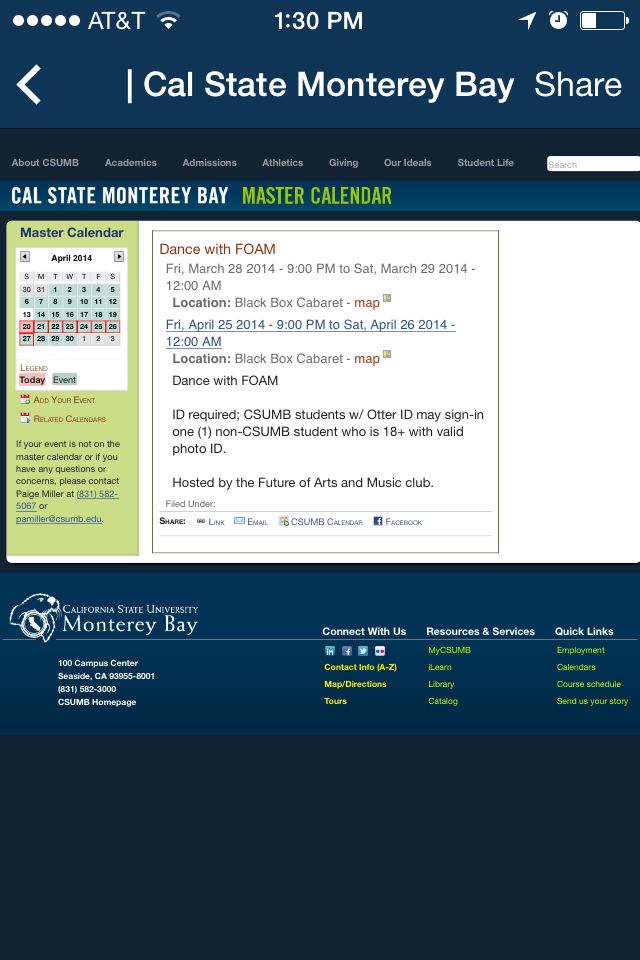 AT&T 1:30 PM
| Cal State Monterey Bay Share
About CSUMB Academics Admissions Athletics Giving Our Ideals Student Life Search
CAL STATE MONTEREY BAY MASTER CALENDAR
Master Calendar
April 2014
S M T W T F S
30 31 1 2 3 4 5
6 7 8 9 10 11 12
13 14 15 16 17 18 19
20 21 22 23 24 25 26
27 28 29 30 1 2 3
LEGEND
Today Event
ADD YOUR EVENT
RELATED CALENDARS
If your event is not on the
master calendar or if you
have any questions or
concerns, please contact
Paige Miller at (831) 582-
5067 or
pamiller@csumb.edu.
Dance with FOAM
Fri, March 28 2014 - 9:00 PM to Sat, March 29 2014 -
12:00 AM
Location: Black Box Cabaret - map
Fri, April 25 2014 - 9:00 PM to Sat, April 26 2014 -
12:00 AM
Location: Black Box Cabaret - map
Dance with FOAM
ID required; CSUMB students w/ Otter ID may sign-in
one (1) non-CSUMB student who is 18+ with valid
photo ID.
Hosted by the Future of Arts and Music club.
Filed Under:
SHARE: LINK EMAIL CSUMB CALENDAR FACEBOOK
CALIFORNIA STATE UNIVERSITY
Monterey Bay
100 Campus Center
Seaside, CA 93955-8001
(831) 582-3000
CSUMB Homepage
Connect With Us
Contact Info (A-Z)
Map/Directions
Tours
Resources & Services
MyCSUMB
iLearn
Library
Catalog
Quick Links
Employment
Calendars
Course schedule
Send us your story